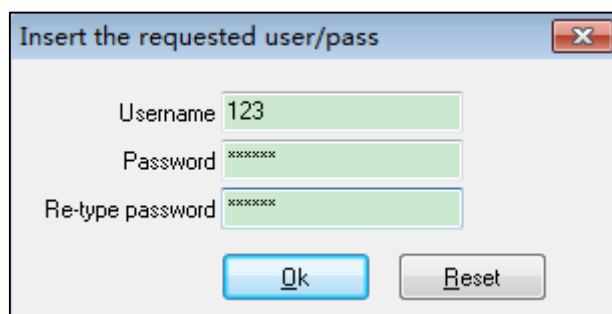 Insert the requested user/pass
Username 123
Password ******
Re-type password ******
Ok Reset